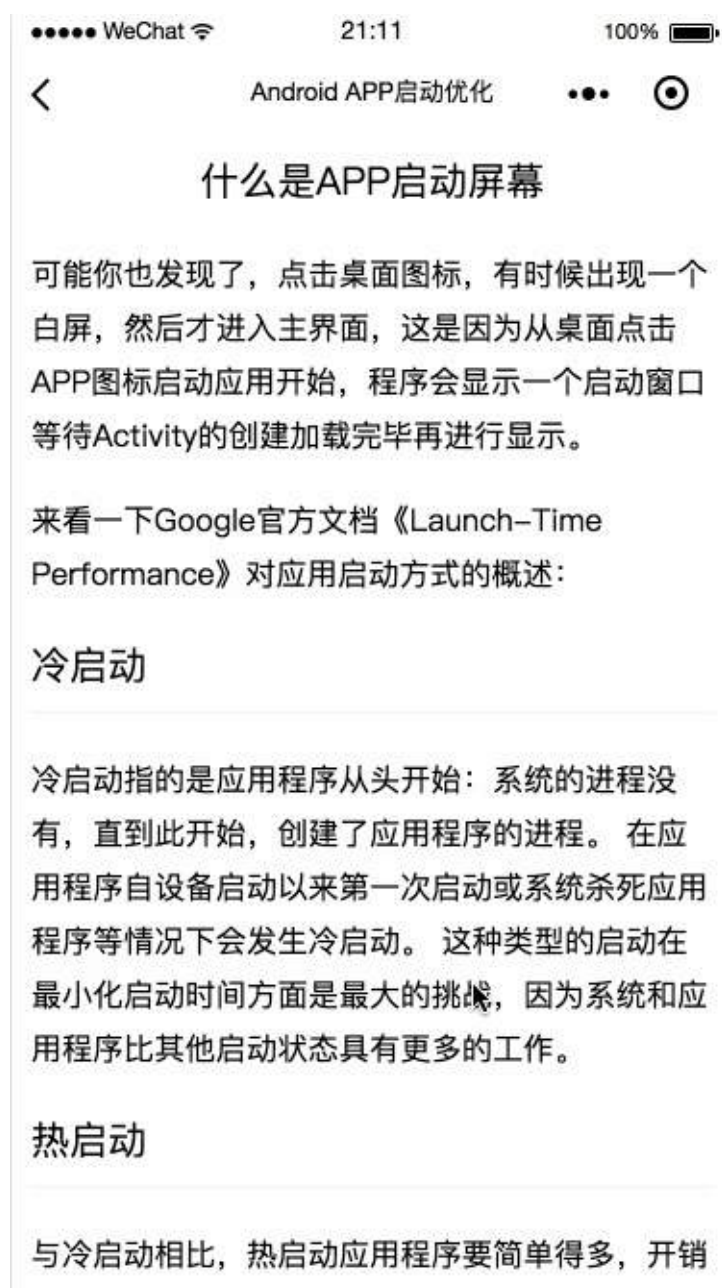 ●●●●● WeChat 21:11 100%
Android APP启动优化
什么是APP启动屏幕
可能你也发现了，点击桌面图标，有时候出现一个
白屏，然后才进入主界面，这是因为从桌面点击
APP图标启动应用开始，程序会显示一个启动窗口
等待Activity的创建加载完毕再进行显示。
来看一下Google官方文档《Launch-Time
Performance》对应用启动方式的概述：
冷启动
冷启动指的是应用程序从头开始：系统的进程没
有，直到此开始，创建了应用程序的进程。 在应
用程序自设备启动以来第一次启动或系统杀死应用
程序等情况下会发生冷启动。 这种类型的启动在
最小化启动时间方面是最大的挑战，因为系统和应
用程序比其他启动状态具有更多的工作。
热启动
与冷启动相比，热启动应用程序要简单得多，开销